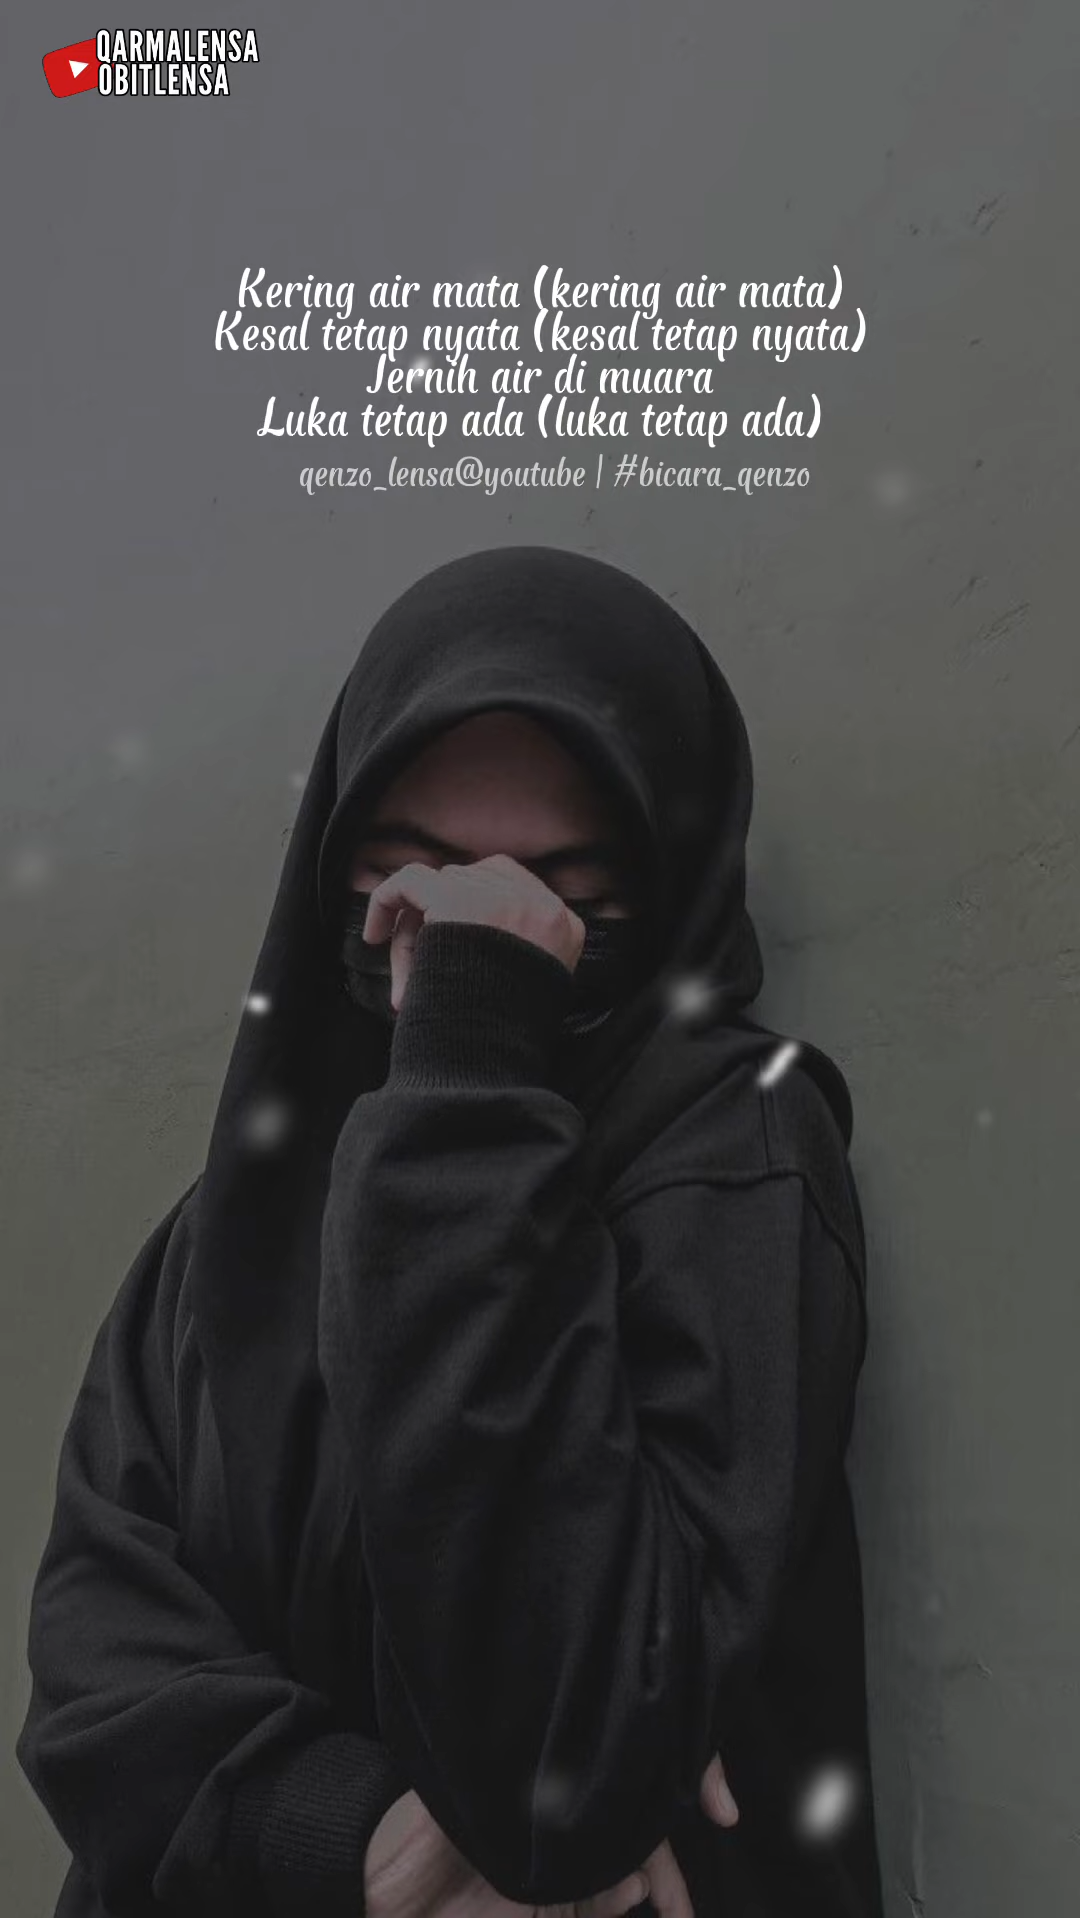 QARMALENSA
OBITLENSA
Kering air mata (kering air mata)
Kesal tetap nyata (kesal tetap nyata)
Jernih air di muara
Luka tetap ada (luka tetap ada)
qenzo_lensa@youtube | #bicara_qenzo